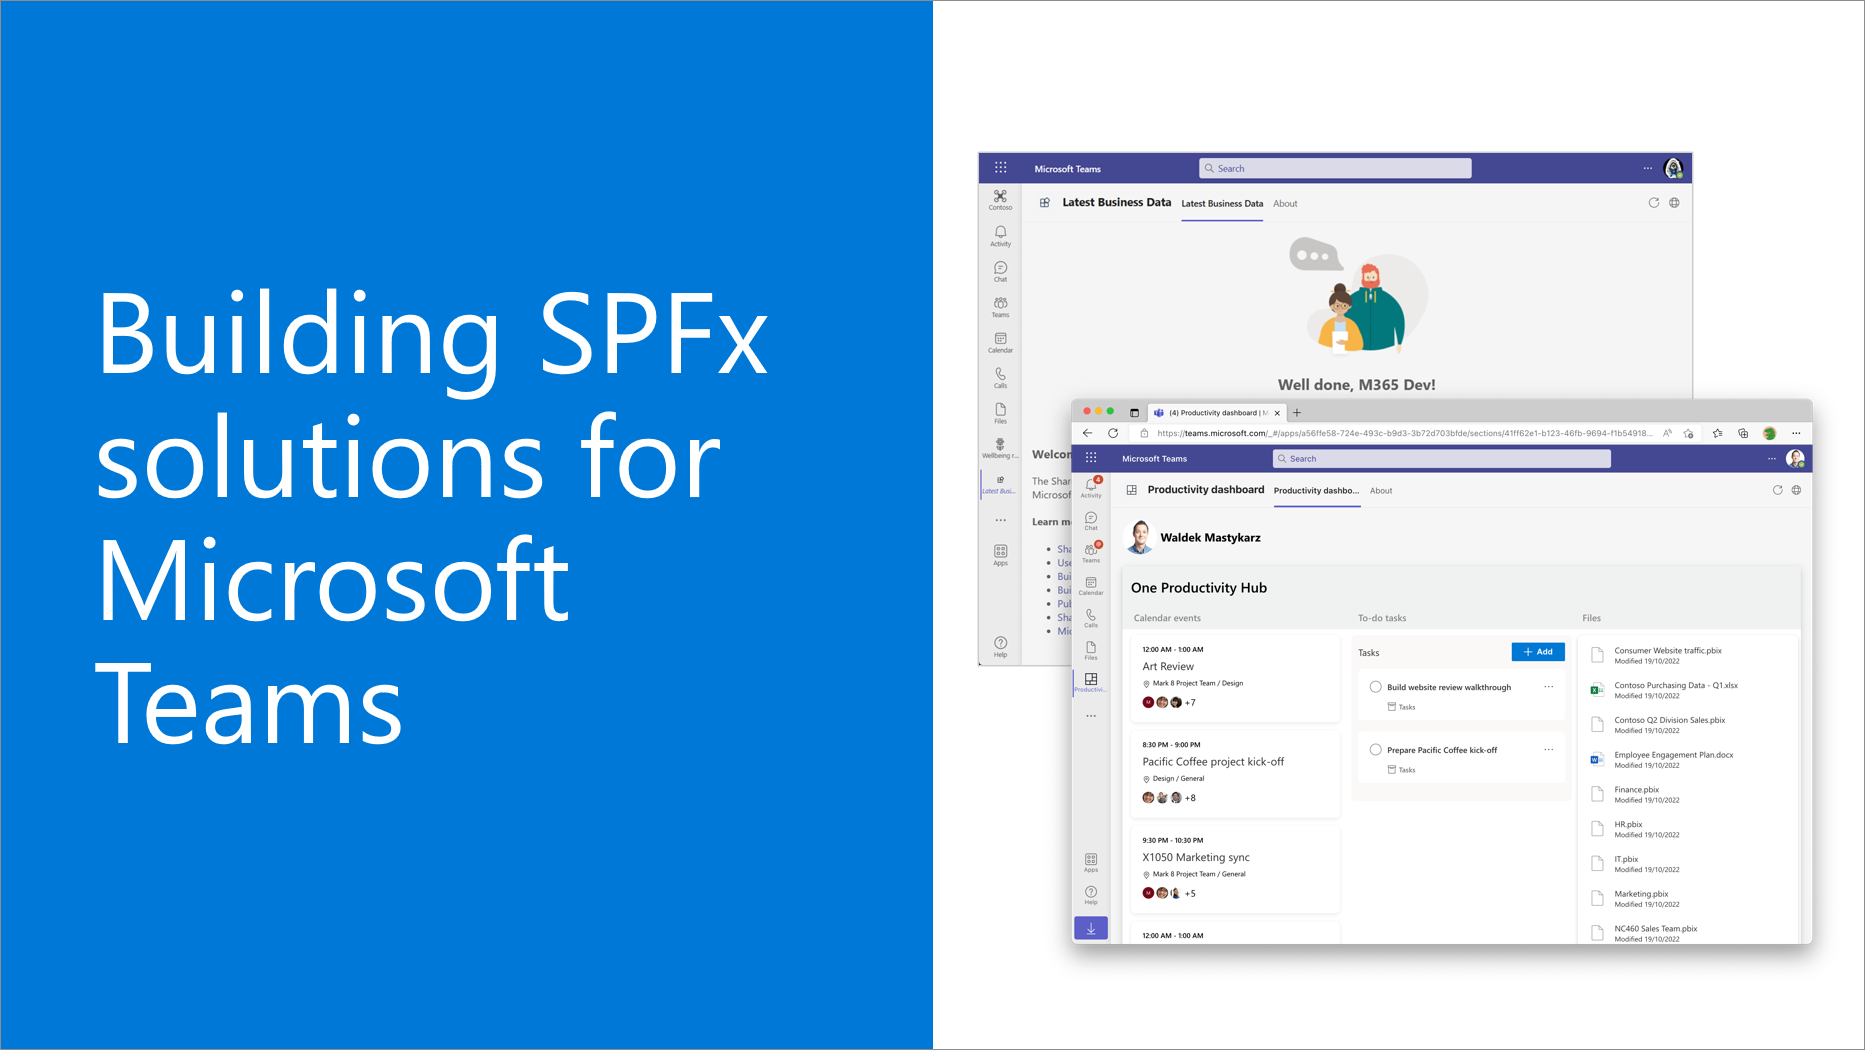 Building SPFx
solutions for
Microsoft
Teams
Microsoft Teams
Search
Contoso
Activity
Chat
Teams
Calendar
Calls
Files
Wellbeing r...
Latest Busi...
Apps
Help
Latest Business Data
Latest Business Data
About
Well done, M365 Dev!
Welcon
The Shar
Microsof
Learn m
Sha
Use
Bui
Bui
Pub
Sha
Mic
(4) Productivity dashboard | M
https://teams.microsoft.com/_#/apps/a56ffe58-724e-493c-b9d3-3b72d703bfde/sections/41ff62e1-b123-46fb-9694-f1b54918...
Microsoft Teams
Search
4
Activity
Chat
@
Teams
Calendar
Calls
Files
Productivi...
Apps
Help
Productivity dashboard
Productivity dashbo...
About
Waldek Mastykarz
One Productivity Hub
Calendar events
12:00 AM - 1:00 AM
Art Review
Mark 8 Project Team / Design
+7
8:30 PM - 9:00 PM
Pacific Coffee project kick-off
Design / General
+8
9:30 PM - 10:30 PM
X1050 Marketing sync
Mark 8 Project Team / General
+5
12:00 AM - 1:00 AM
To-do tasks
Tasks
+ Add
Build website review walkthrough
Tasks
Prepare Pacific Coffee kick-off
Tasks
Files
Consumer Website traffic.pbix
Modified 19/10/2022
Contoso Purchasing Data - Q1.xlsx
Modified 19/10/2022
Contoso Q2 Division Sales.pbix
Modified 19/10/2022
Employee Engagement Plan.docx
Modified 19/10/2022
Finance.pbix
Modified 19/10/2022
HR.pbix
Modified 19/10/2022
IT.pbix
Modified 19/10/2022
Marketing.pbix
Modified 19/10/2022
NC460 Sales Team.pbix
Modified 19/10/2022